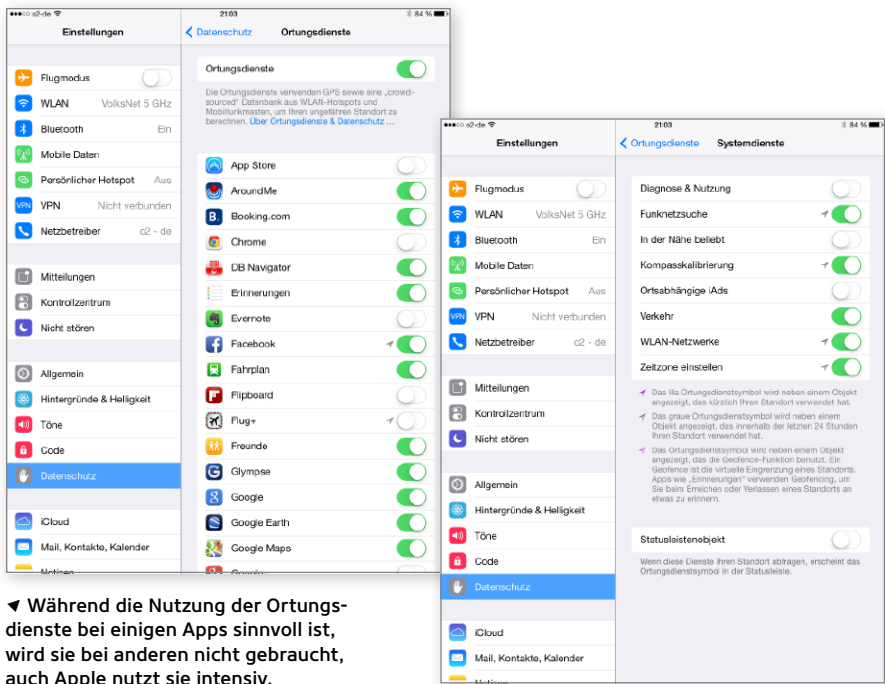 o2-de
21:03
84 %
Einstellungen
Datenschutz
Ortungsdienste
Flugmodus
WLAN VolksNet 5 GHz
Bluetooth Ein
Mobile Daten
Persönlicher Hotspot Aus
VPN VPN Nicht verbunden
Netzbetreiber o2 - de
Mitteilungen
Kontrollzentrum
Nicht stören
Allgemein
Hintergründe & Helligkeit
Töne
Code
Datenschutz
iCloud
Mail, Kontakte, Kalender
Notizen
Ortungsdienste
Die Ortungsdienste verwenden GPS sowie eine „crowd-
sourced“ Datenbank aus WLAN-Hotspots und
Mobilfunkmasten, um Ihren ungefähren Standort zu
berechnen. Über Ortungsdienste & Datenschutz ...
App Store
AroundMe
B. Booking.com
Chrome
DB Navigator
Erinnerungen
Evernote
Facebook
Fahrplan
Flipboard
Flug+
Freunde
Glympse
Google
Google Earth
Google Maps
o2-de
21:03
84 %
Einstellungen
Ortungsdienste
Systemdienste
Flugmodus
WLAN VolksNet 5 GHz
Bluetooth Ein
Mobile Daten
Persönlicher Hotspot Aus
VPN VPN Nicht verbunden
Netzbetreiber o2 - de
Mitteilungen
Kontrollzentrum
Nicht stören
Allgemein
Hintergründe & Helligkeit
Töne
Code
Datenschutz
iCloud
Mail, Kontakte, Kalender
Notizen
Diagnose & Nutzung
Funknetzsuche
In der Nähe beliebt
Kompasskalibrierung
Ortsabhängige iAds
Verkehr
WLAN-Netzwerke
Zeitzone einstellen
Das lila Ortungsdienstsymbol wird neben einem Objekt
angezeigt, das kürzlich Ihren Standort verwendet hat.
Das graue Ortungsdienstsymbol wird neben einem
Objekt angezeigt, das innerhalb der letzten 24 Stunden
Ihren Standort verwendet hat.
Das Ortungsdienstsymbol wird neben einem Objekt
angezeigt, das die Geofence-Funktion benutzt. Ein
Geofence ist die virtuelle Eingrenzung eines Standorts.
Apps wie „Erinnerungen“ verwenden Geofencing, um
Sie beim Erreichen oder Verlassen eines Standorts an
etwas zu erinnern.
Statusleistenobjekt
Wenn diese Dienste Ihren Standort abfragen, erscheint das
Ortungsdienstsymbol in der Statusleiste.
Während die Nutzung der Ortungs-
dienste bei einigen Apps sinnvoll ist,
wird sie bei anderen nicht gebraucht,
auch Apple nutzt sie intensiv.